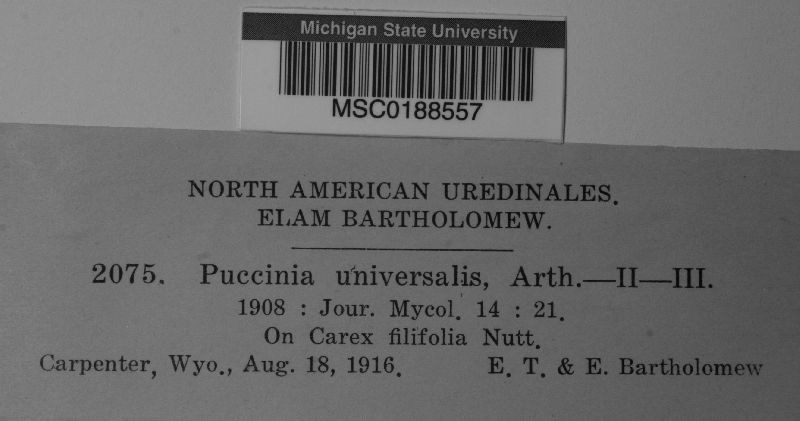 Michigan State University
MSC0188557
NORTH AMERICAN UREDINALES.
ELAM BARTHOLOMEW.
2075. Puccinia universalis, Arth.—II—III.
1908 : Jour. Mycol. 14 : 21.
On Carex filifolia Nutt.
Carpenter, Wyo., Aug. 18, 1916. E. T. & E. Bartholomew